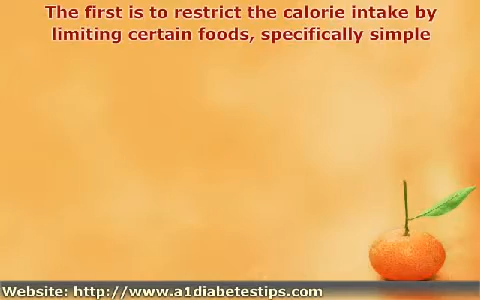 The first is to restrict the calorie intake by
limiting certain foods, specifically simple
Website: http://www.a1diabetestips.com